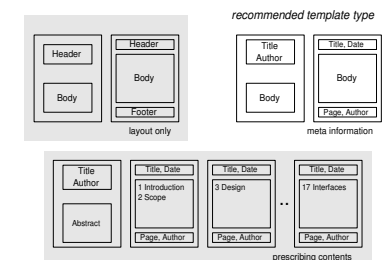 recommended template type
Header
Body
Header
Body
Footer
layout only
Title
Author
Body
Title, Date
Body
Page, Author
meta information
Title
Author
Abstract
Title, Date
1 Introduction
2 Scope
Page, Author
Title, Date
3 Design
Page, Author
..
Title, Date
17 Interfaces
Page, Author
prescribing contents